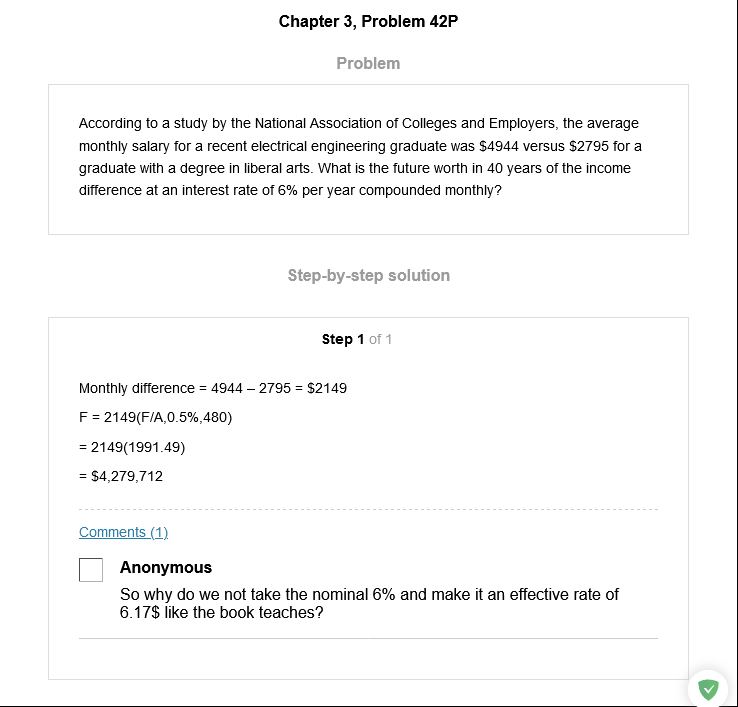 Chapter 3, Problem 42P
Problem
According to a study by the National Association of Colleges and Employers, the average
monthly salary for a recent electrical engineering graduate was $4944 versus $2795 for a
graduate with a degree in liberal arts. What is the future worth in 40 years of the income
difference at an interest rate of 6% per year compounded monthly?
Step-by-step solution
Step 1 of 1
Monthly difference = 4944 – 2795 = $2149
F = 2149(F/A,0.5%,480)
= 2149(1991.49)
= $4,279,712
Comments (1)
Anonymous
So why do we not take the nominal 6% and make it an effective rate of
6.17$ like the book teaches?